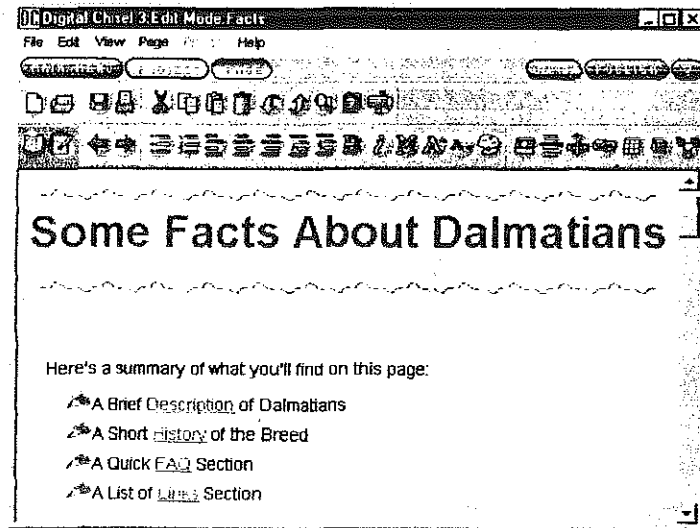 Digital Chisel 3:Edit Mode:Facts
File Edit View Page Help
Some Facts About Dalmatians
Here's a summary of what you'll find on this page:
A Brief Description of Dalmatians
A Short History of the Breed
A Quick FAQ Section
A List of Links Section